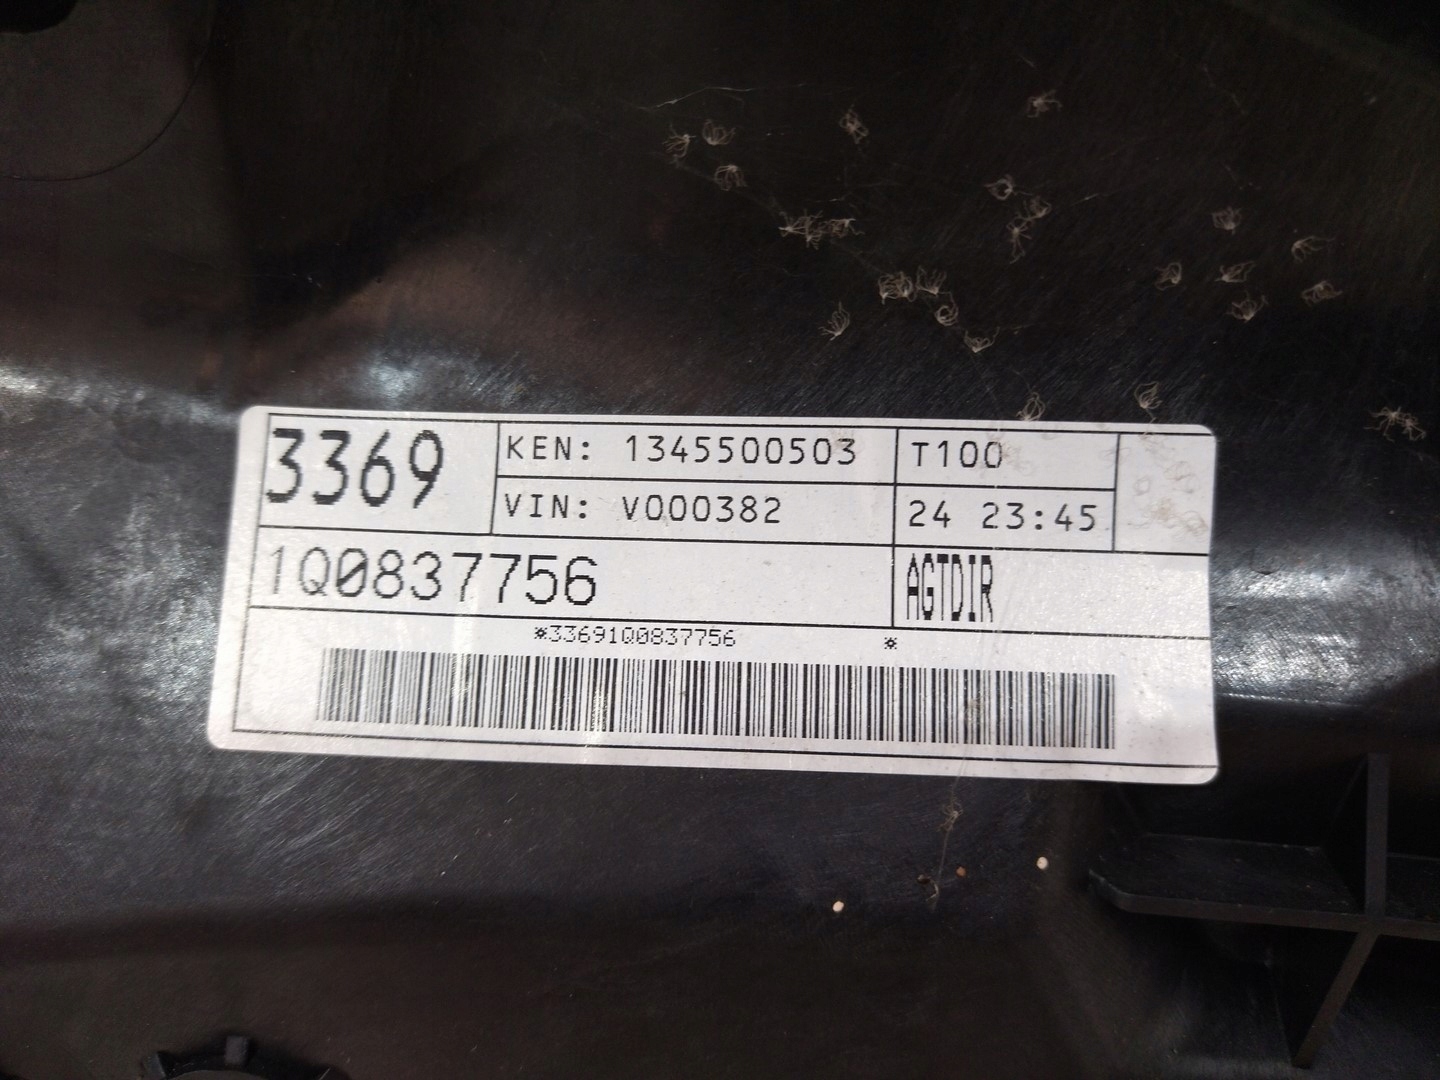 3369
KEN: 1345500503
T100
VIN: V000382
24 23:45
1Q0837756
AGTDIR
*33691Q0837756 *